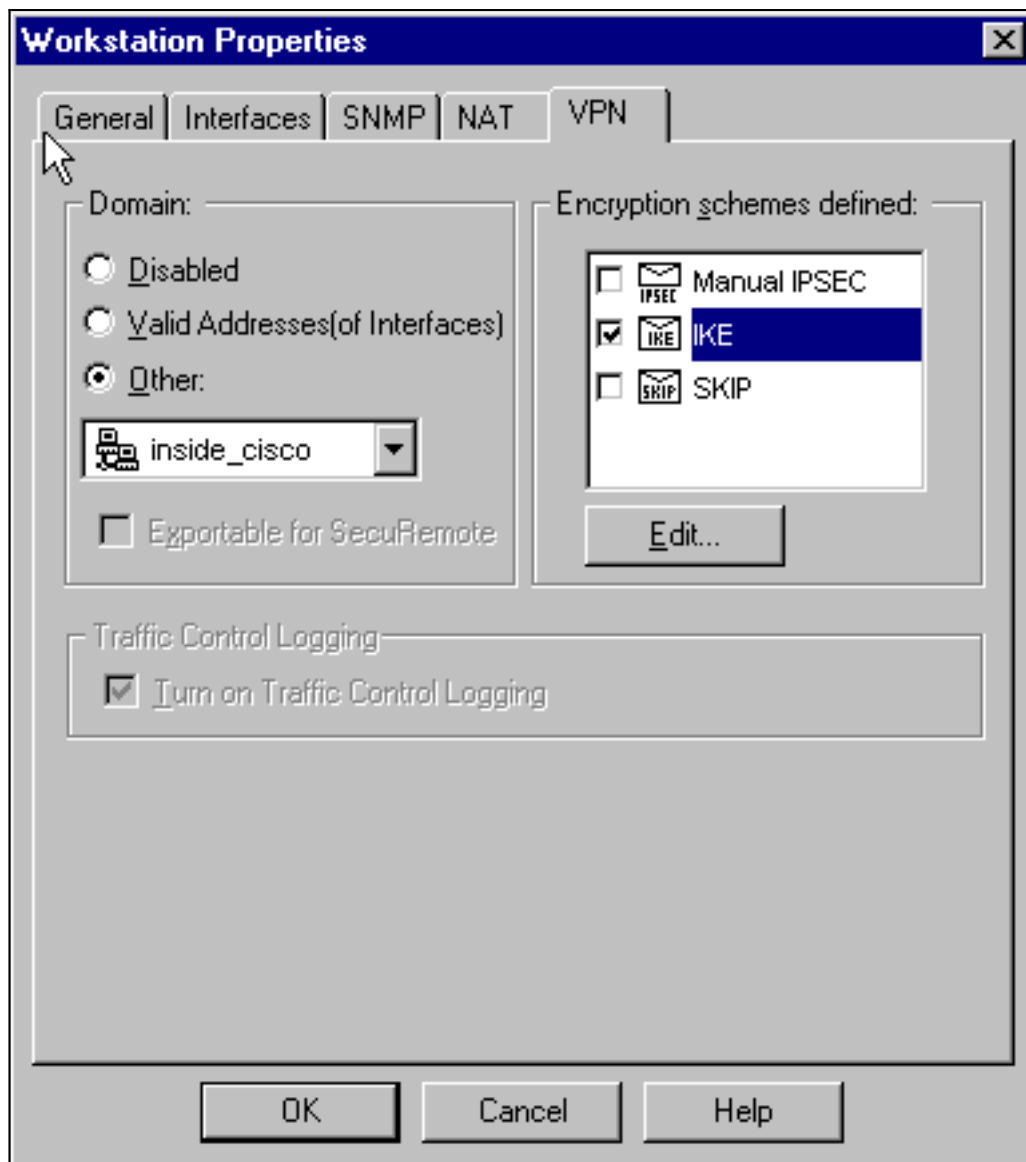 Workstation Properties
General Interfaces SNMP NAT VPN
Domain:
Disabled
Valid Addresses(of Interfaces)
Other:
inside_cisco
Exportable for SecuRemote
Encryption schemes defined:
IPSEC Manual IPSEC
IKE IKE
SKIP SKIP
Edit...
Traffic Control Logging
Turn on Traffic Control Logging
OK Cancel Help